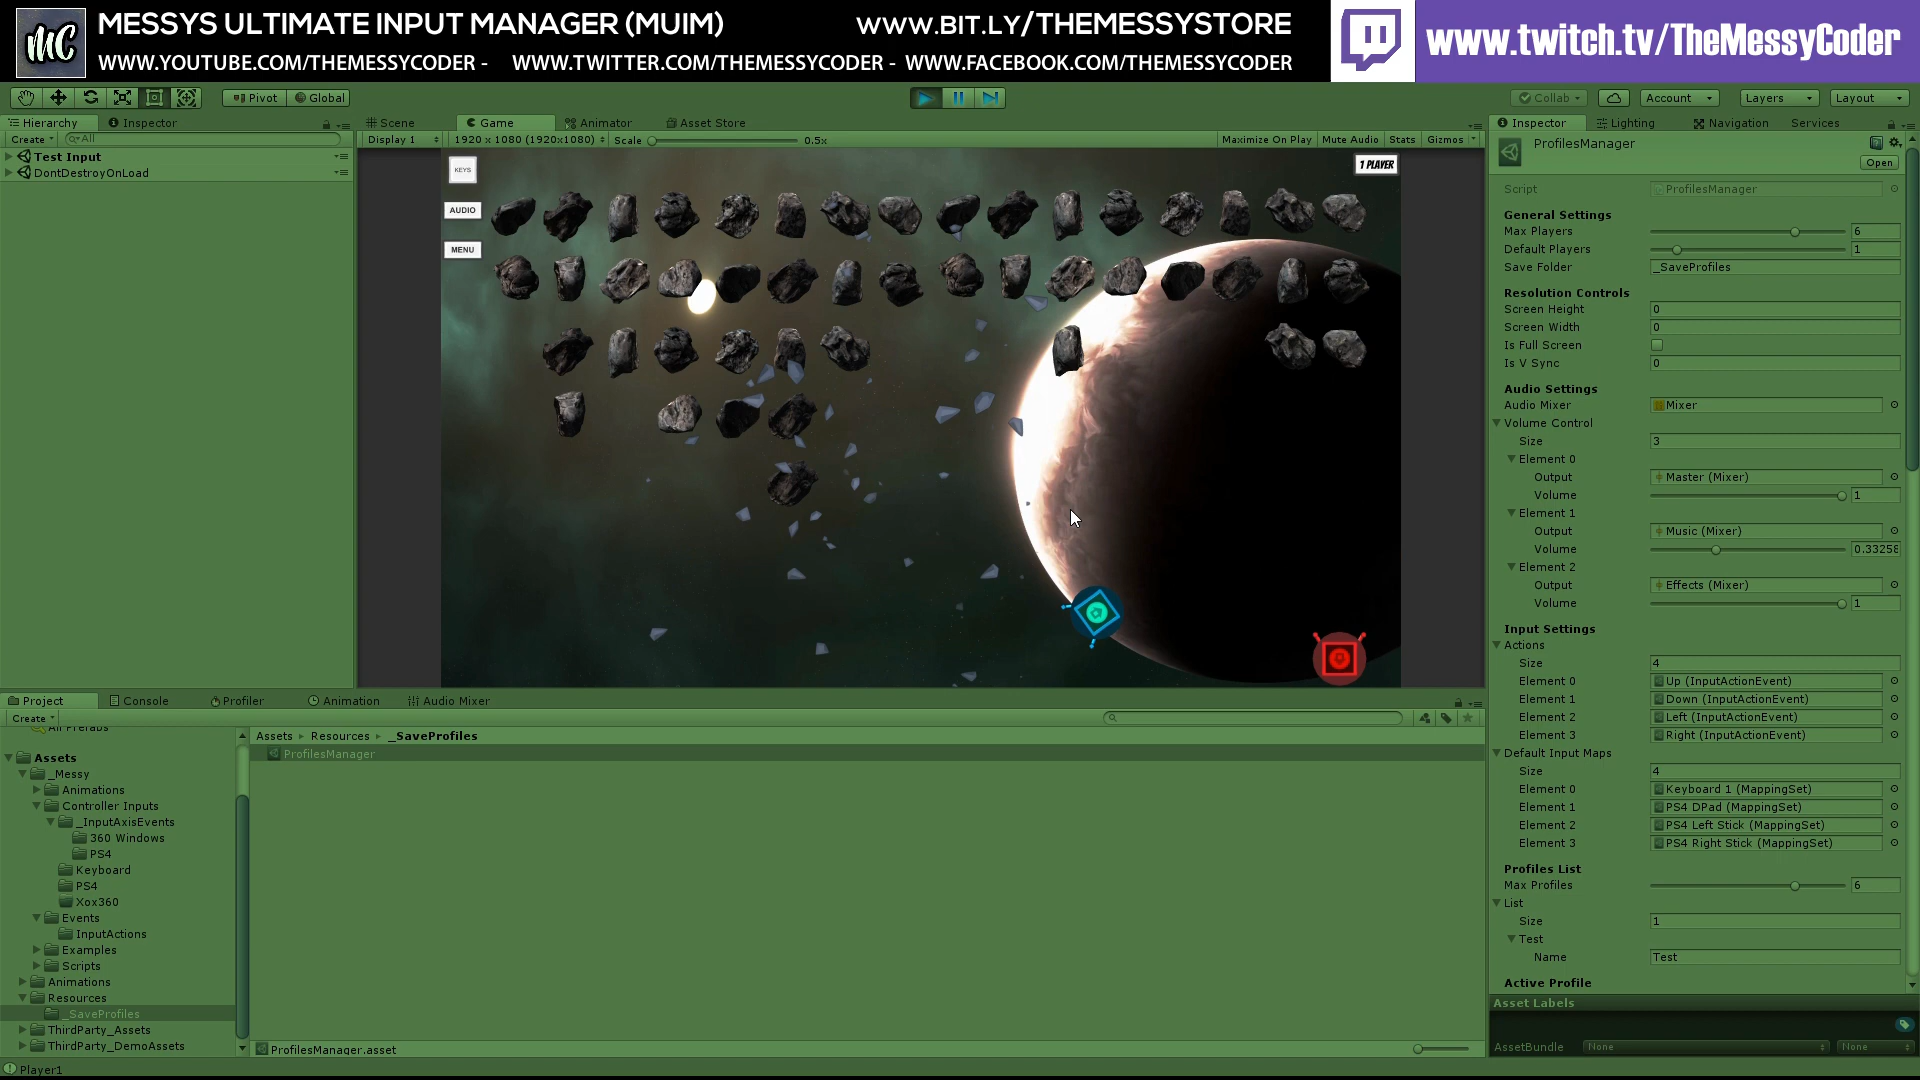 MC
MESSYS ULTIMATE INPUT MANAGER (MUIM)
WWW.BIT.LY/THEMESSYSTORE
WWW.YOUTUBE.COM/THEMESSYCODER - WWW.TWITTER.COM/THEMESSYCODER - WWW.FACEBOOK.COM/THEMESSYCODER
www.twitch.tv/TheMessyCoder
Pivot Global
Collab Account Layers Layout
Hierarchy Inspector
Create All
Test Input
DontDestroyOnLoad
Scene Game Animator Asset Store
Display 1 1920 x 1080 (1920x1080) Scale 0.5x Maximize On Play Mute Audio Stats Gizmos
KEYS
AUDIO
MENU
1 PLAYER
Inspector Lighting Navigation Services
ProfilesManager
Open
Script ProfilesManager
General Settings
Max Players 6
Default Players 1
Save Folder _SaveProfiles
Resolution Controls
Screen Height 0
Screen Width 0
Is Full Screen
Is V Sync 0
Audio Settings
Audio Mixer Mixer
Volume Control
Size 3
Element 0
Output Master (Mixer)
Volume 1
Element 1
Output Music (Mixer)
Volume 0.33258
Element 2
Output Effects (Mixer)
Volume 1
Input Settings
Actions
Size 4
Element 0 Up (InputActionEvent)
Element 1 Down (InputActionEvent)
Element 2 Left (InputActionEvent)
Element 3 Right (InputActionEvent)
Default Input Maps
Size 4
Element 0 Keyboard 1 (MappingSet)
Element 1 PS4 DPad (MappingSet)
Element 2 PS4 Left Stick (MappingSet)
Element 3 PS4 Right Stick (MappingSet)
Profiles List
Max Profiles 6
List
Size 1
Test
Name Test
Active Profile
Asset Labels
AssetBundle None None
Project Console Profiler Animation Audio Mixer
Create
All Prefabs
Assets
_Messy
Animations
Controller Inputs
_InputAxisEvents
360 Windows
PS4
Keyboard
PS4
Xox360
Events
InputActions
Examples
Scripts
Animations
Resources
_SaveProfiles
ThirdParty_Assets
ThirdParty_DemoAssets
Assets Resources _SaveProfiles
ProfilesManager
ProfilesManager.asset
Player1